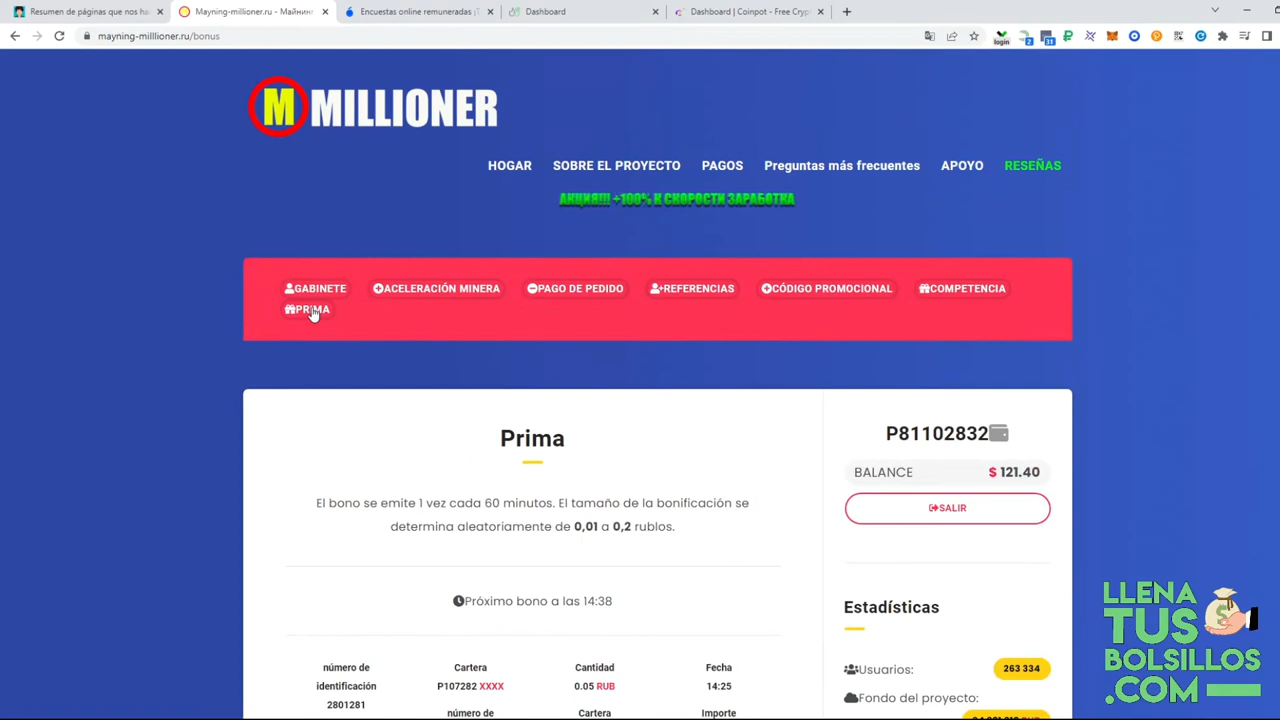 Resumen de páginas que nos ha
Mayning-millioner.ru - Майнин
Encuestas online remuneradas ¡T
Dashboard
Dashboard | Coinpot - Free Cryp
mayning-milllioner.ru/bonus
login
2
31
M MILLIONER
HOGAR SOBRE EL PROYECTO PAGOS Preguntas más frecuentes APOYO RESEÑAS
АКЦИЯ!!! +100% К СКОРОСТИ ЗАРАБОТКА
GABINETE ACELERACIÓN MINERA PAGO DE PEDIDO REFERENCIAS CÓDIGO PROMOCIONAL COMPETENCIA
PRIMA
Prima
El bono se emite 1 vez cada 60 minutos. El tamaño de la bonificación se
determina aleatoriamente de 0,01 a 0,2 rublos.
Próximo bono a las 14:38
número de Cartera Cantidad Fecha
identificación P107282 XXXX 0.05 RUB 14:25
2801281
número de Cartera Importe
P81102832
BALANCE $ 121.40
SALIR
Estadísticas
Usuarios: 263 334
Fondo del proyecto:
LLENA
TUS
BOLSILLOS
.COM